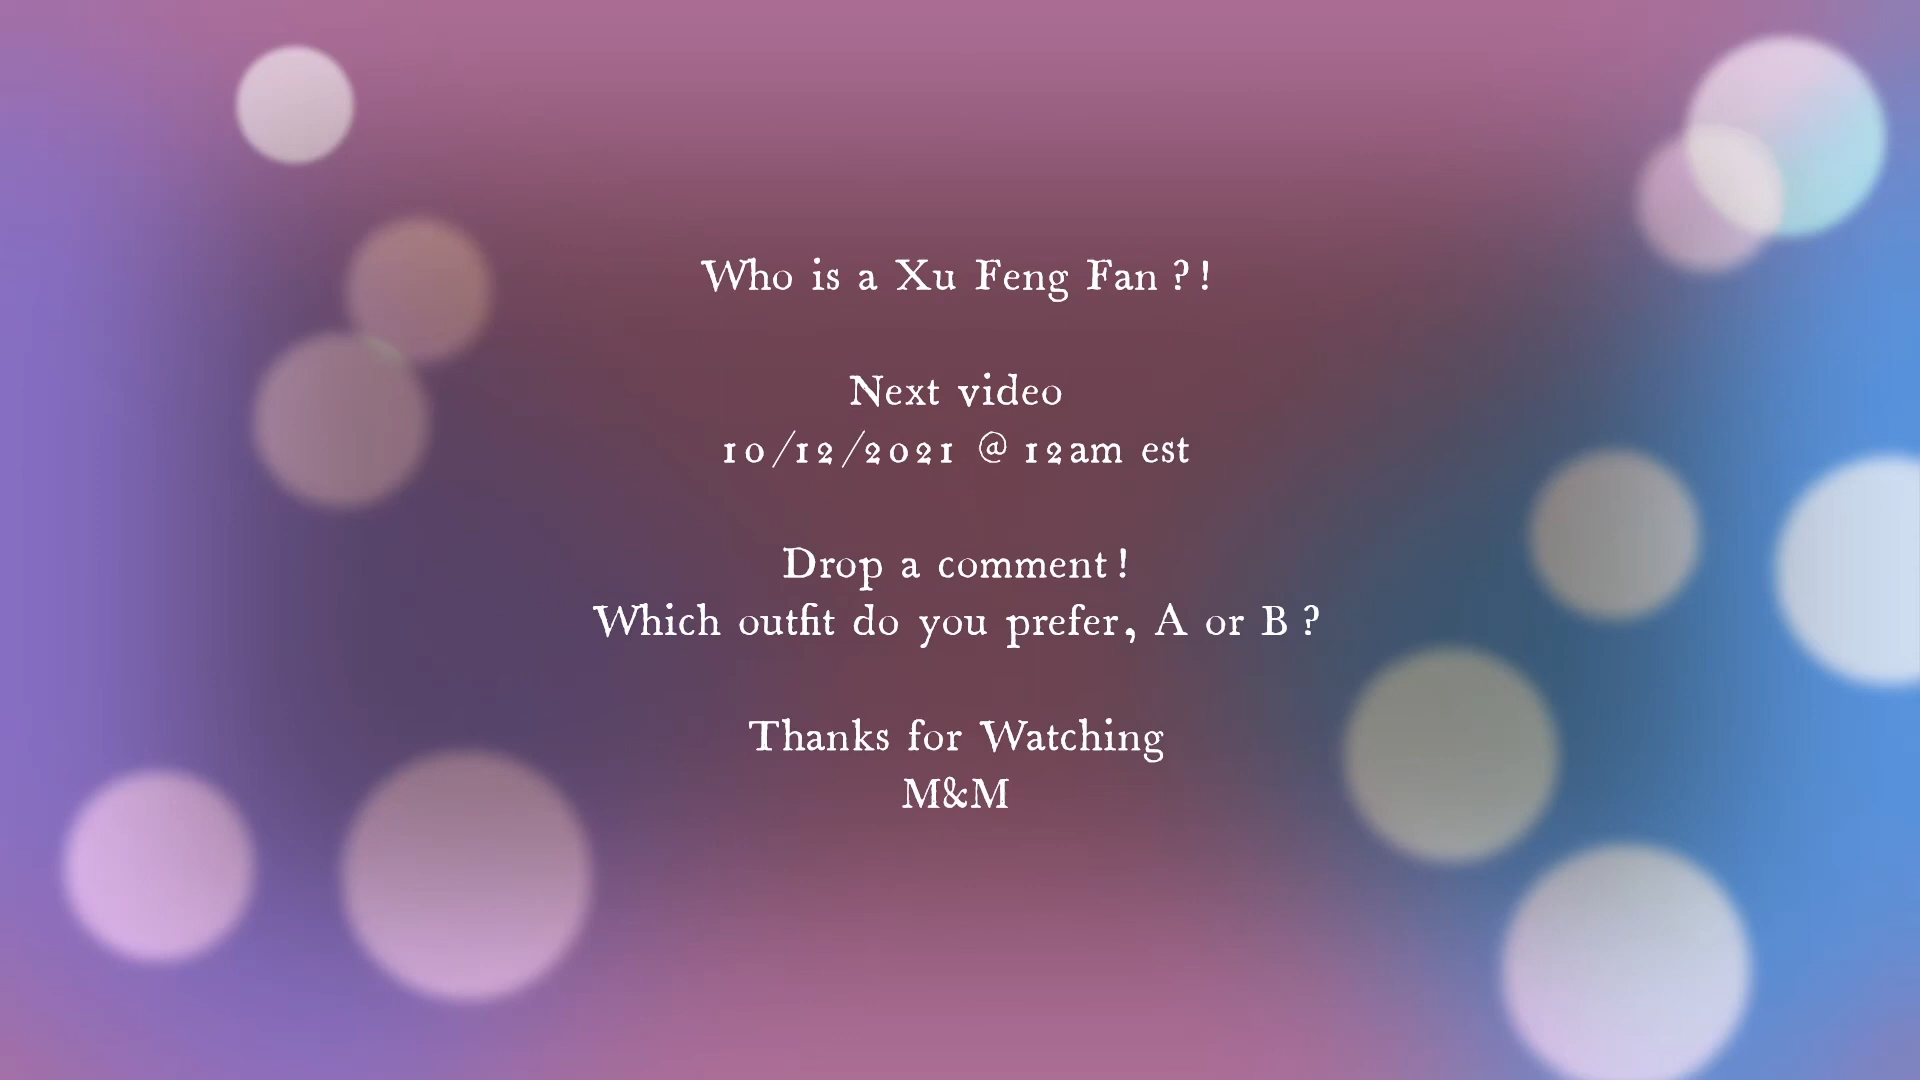 Who is a Xu Feng Fan?!
Next video
10/12/2021 @ 12am est
Drop a comment!
Which outfit do you prefer, A or B?
Thanks for Watching
M&M